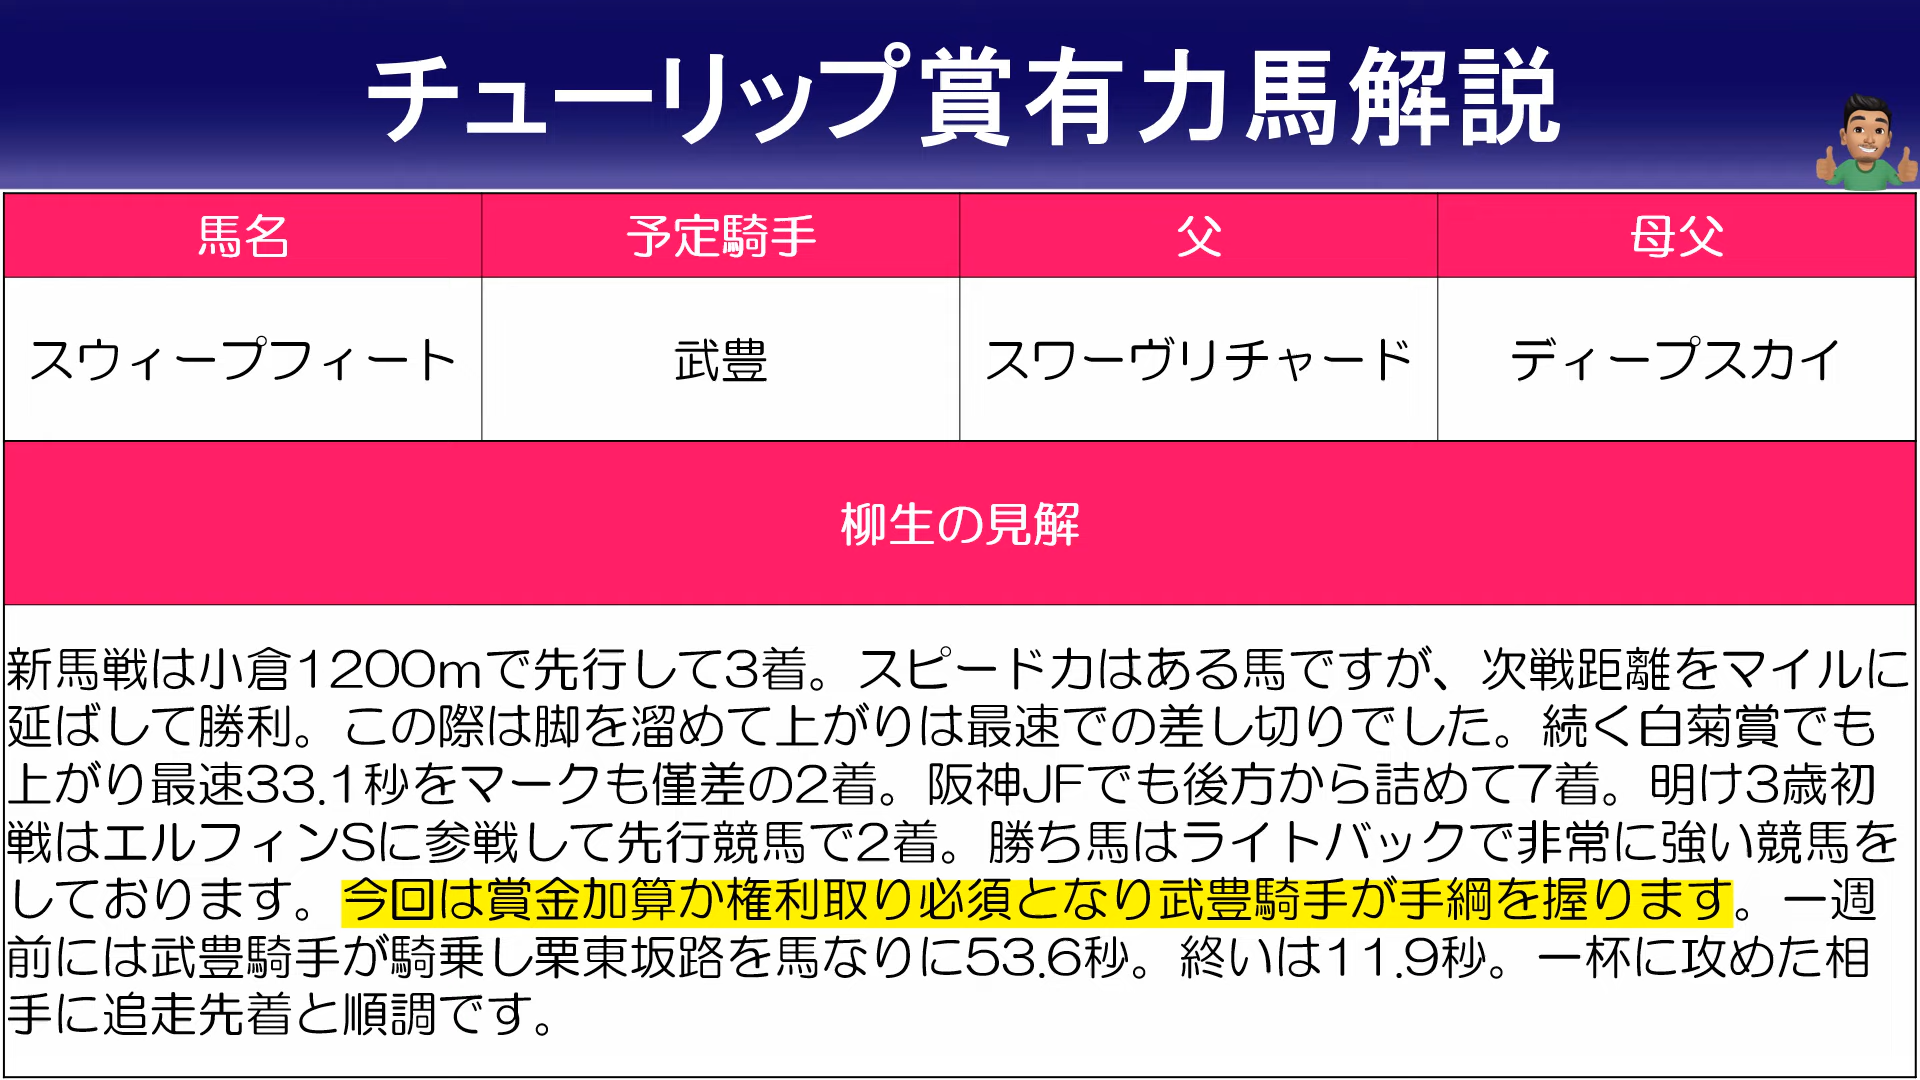 チューリップ賞有力馬解説
馬名 予定騎手 父 母父
スウィープフィート 武豊 スワーヴリチャード ディープスカイ
柳生の見解
新馬戦は小倉1200mで先行して3着。スピード力はある馬ですが、次戦距離をマイルに
延ばして勝利。この際は脚を溜めて上がりは最速での差し切りでした。続く白菊賞でも
上がり最速33.1秒をマークも僅差の2着。阪神JFでも後方から詰めて7着。明け3歳初
戦はエルフィンSに参戦して先行競馬で2着。勝ち馬はライトバックで非常に強い競馬を
しております。今回は賞金加算か権利取り必須となり武豊騎手が手綱を握ります。一週
前には武豊騎手が騎乗し栗東坂路を馬なりに53.6秒。終いは11.9秒。一杯に攻めた相
手に追走先着と順調です。